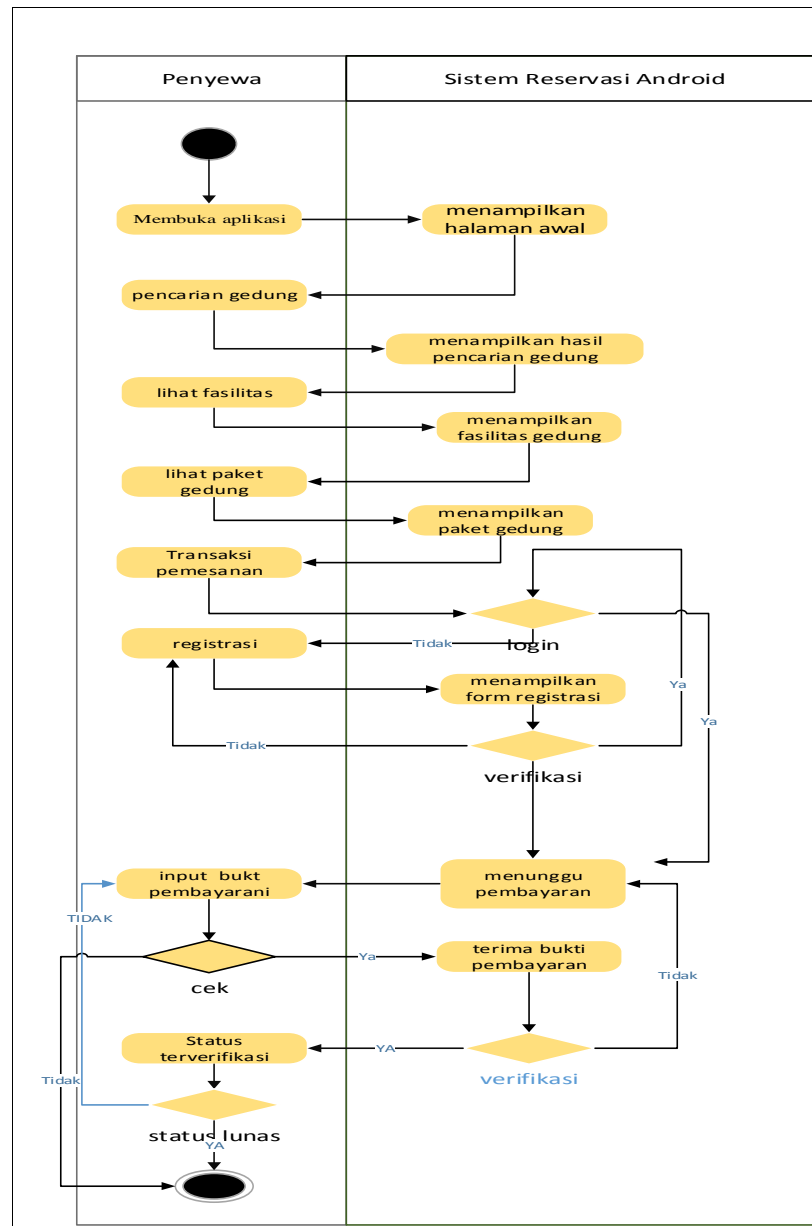 Penyewa
Sistem Reservasi Android
Membuka aplikasi
menampilkan
halaman awal
pencarian gedung
menampilkan hasil
pencarian gedung
lihat fasilitas
menampilkan
fasilitas gedung
lihat paket
gedung
menampilkan
paket gedung
Transaksi
pemesanan
login
Tidak
registrasi
menampilkan
form registrasi
Ya
Ya
Tidak
verifikasi
input bukt
pembayarani
menunggu
pembayaran
TIDAK
cek
Ya
terima bukti
pembayaran
Tidak
Status
terverifikasi
YA
verifikasi
Tidak
status lunas
YA